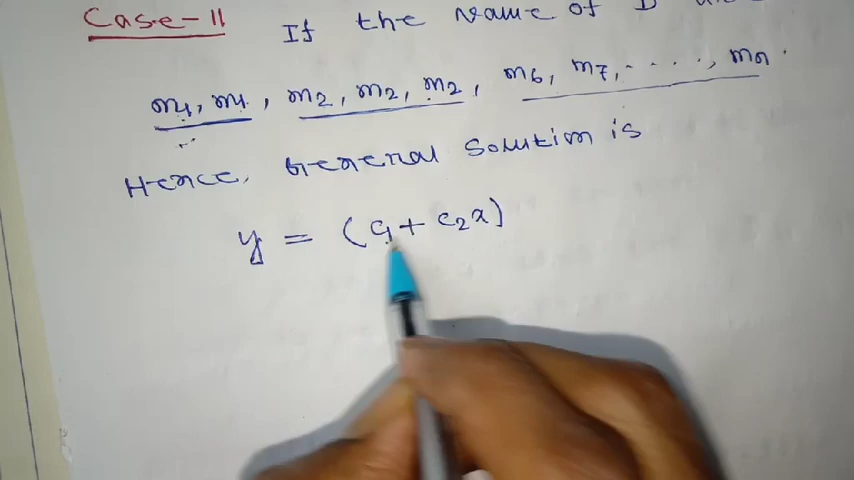 Case-II If the value of D are
m1, m1, m2, m2, m2, m6, m7, ....., mn.
Hence, General Solution is
y = (c1 + c2x)